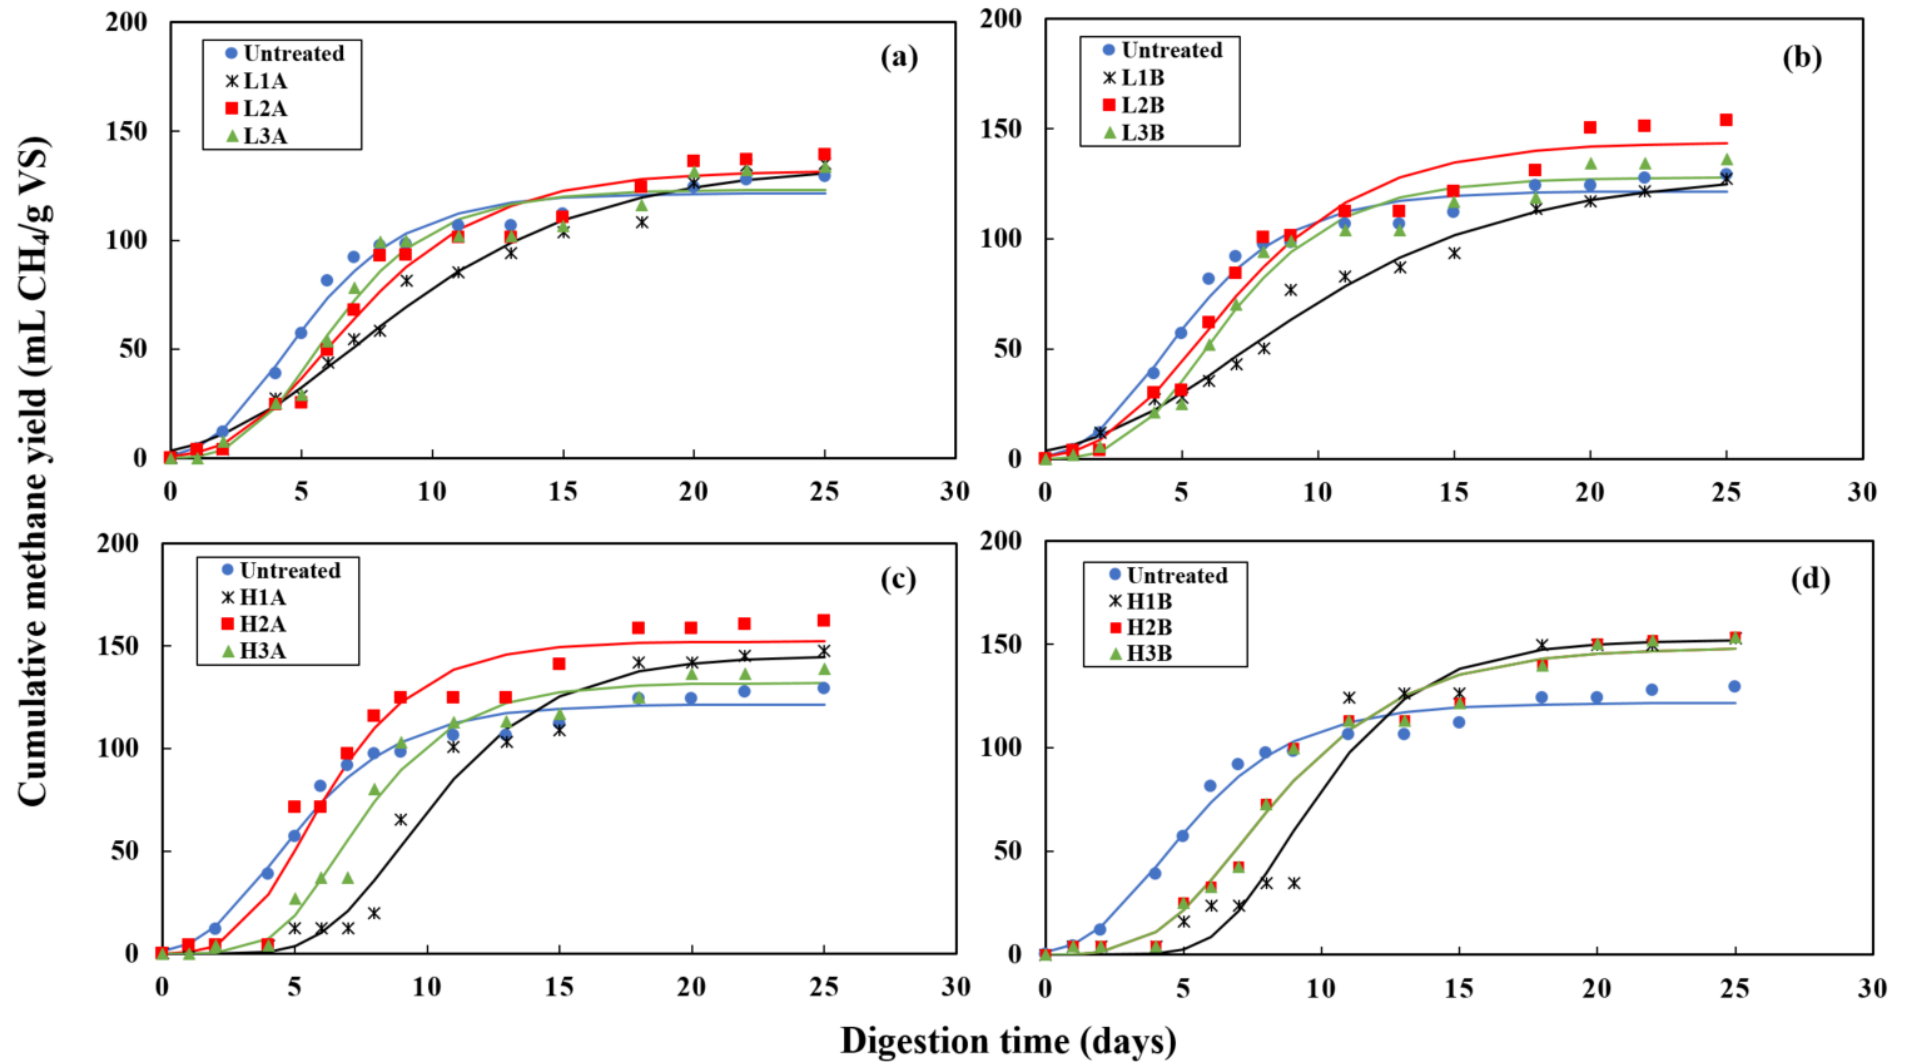 Cumulative methane yield (mL CH₄/g VS)
200
150
100
50
0
0 5 10 15 20 25 30
Untreated
L1A
L2A
L3A
(a)
200
150
100
50
0
0 5 10 15 20 25 30
Untreated
L1B
L2B
L3B
(b)
200
150
100
50
0
0 5 10 15 20 25 30
Untreated
H1A
H2A
H3A
(c)
200
150
100
50
0
0 5 10 15 20 25 30
Untreated
H1B
H2B
H3B
(d)
Digestion time (days)